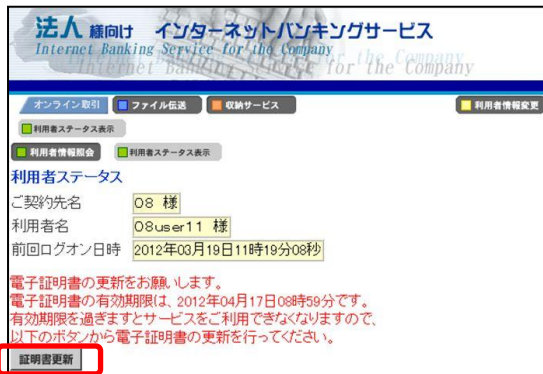 法人 様向け インターネットバンキングサービス
Internet Banking Service for the Company
Internet Banking Service for the Company
オンライン取引 ファイル伝送 収納サービス 利用者情報変更
利用者ステータス表示
利用者情報照会 利用者ステータス表示
利用者ステータス
ご契約先名 08 様
利用者名 08user11 様
前回ログオン日時 2012年03月19日11時19分08秒
電子証明書の更新をお願いします。
電子証明書の有効期限は、2012年04月17日08時59分です。
有効期限を過ぎますとサービスをご利用できなくなりますので、
以下のボタンから電子証明書の更新を行ってください。
証明書更新